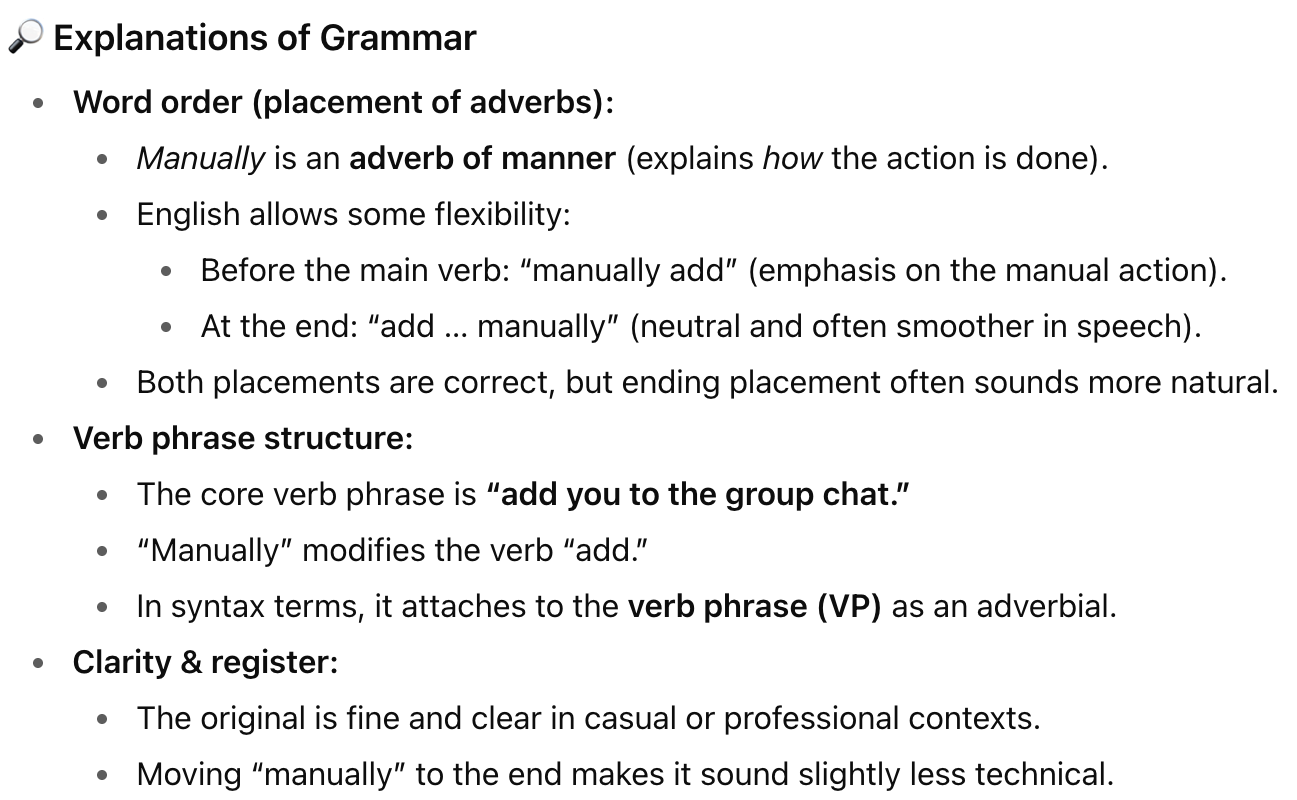 🔎 Explanations of Grammar
• Word order (placement of adverbs):
• Manually is an adverb of manner (explains how the action is done).
• English allows some flexibility:
• Before the main verb: “manually add” (emphasis on the manual action).
• At the end: “add ... manually” (neutral and often smoother in speech).
• Both placements are correct, but ending placement often sounds more natural.
• Verb phrase structure:
• The core verb phrase is “add you to the group chat.”
• “Manually” modifies the verb “add.”
• In syntax terms, it attaches to the verb phrase (VP) as an adverbial.
• Clarity & register:
• The original is fine and clear in casual or professional contexts.
• Moving “manually” to the end makes it sound slightly less technical.